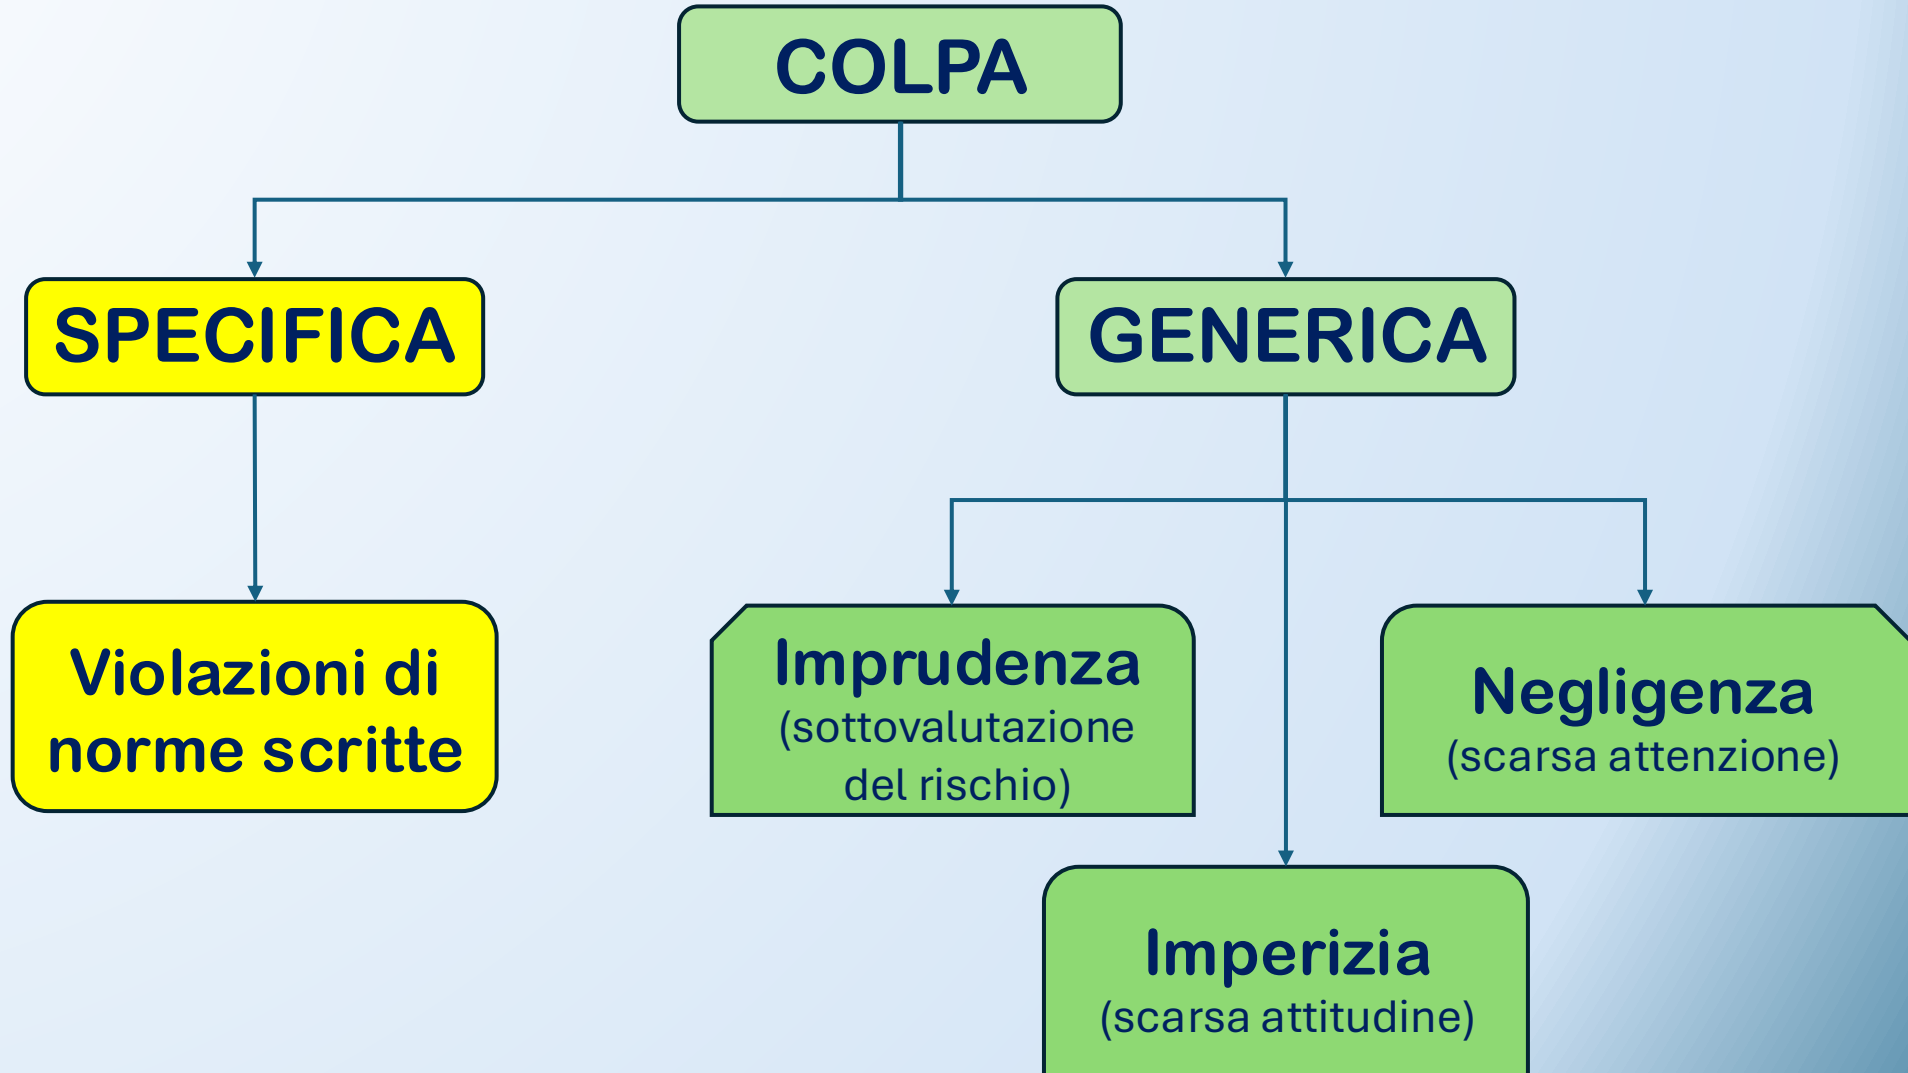 COLPA
SPECIFICA
GENERICA
Violazioni di
norme scritte
Imprudenza
(sottovalutazione
del rischio)
Negligenza
(scarsa attenzione)
Imperizia
(scarsa attitudine)